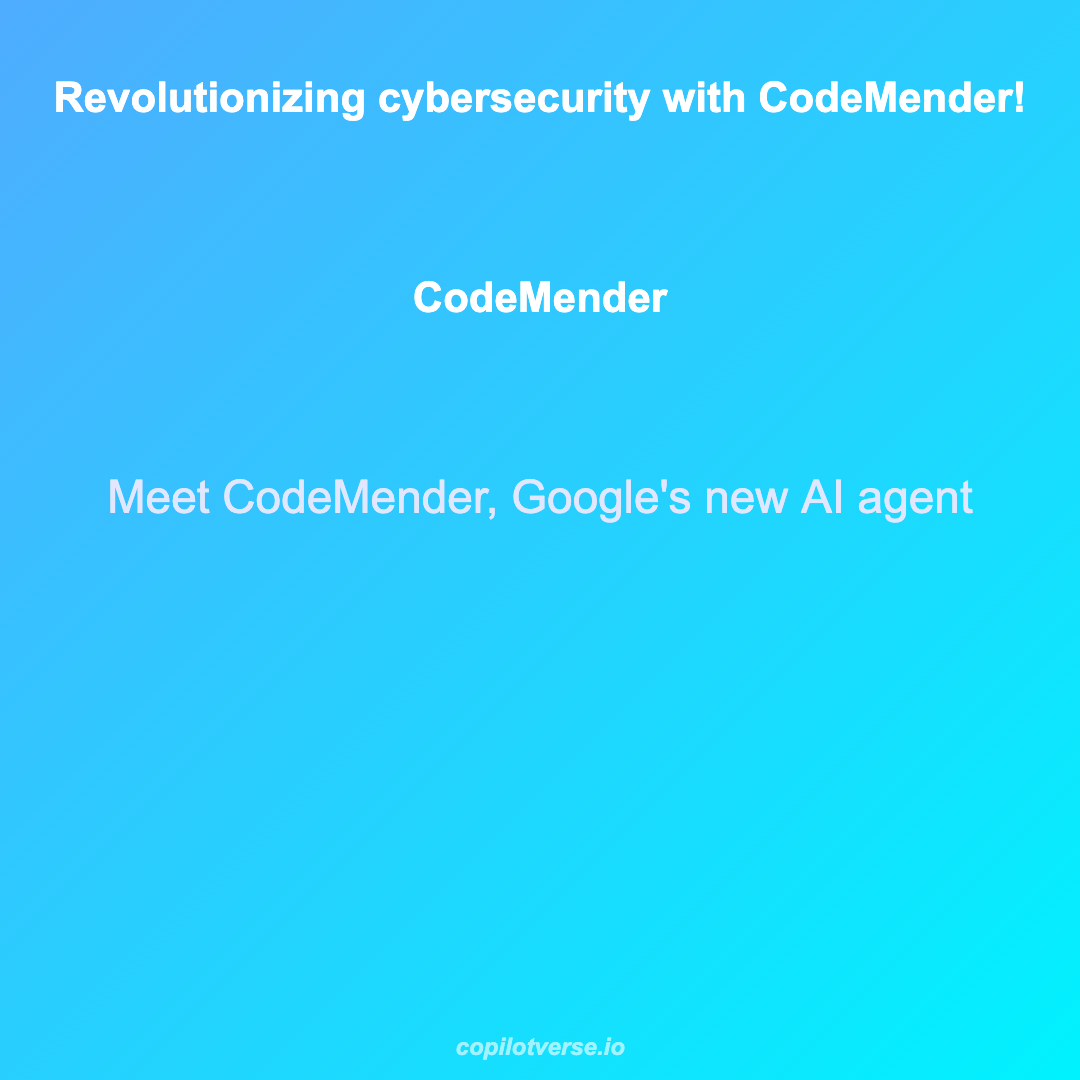 Revolutionizing cybersecurity with CodeMender!
CodeMender
Meet CodeMender, Google's new AI agent
copilotverse.io